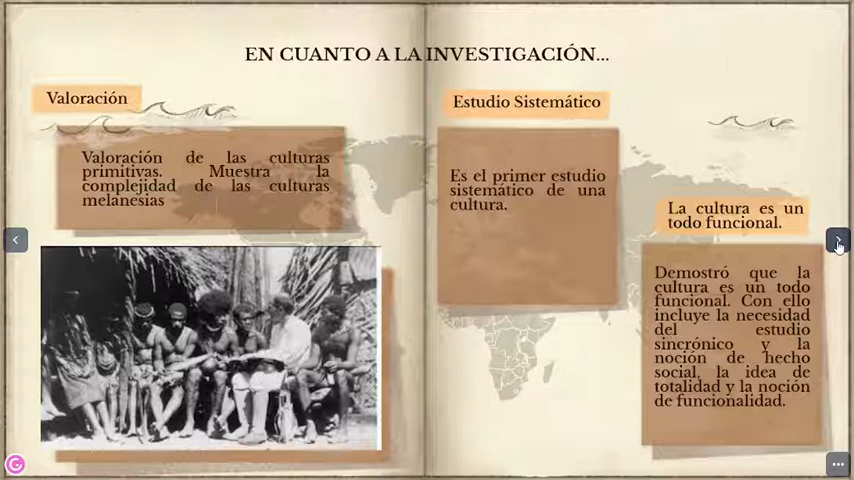 EN CUANTO A LA INVESTIGACIÓN...
Valoración
Valoración de las culturas
primitivas. Muestra la
complejidad de las culturas
melanesias
Estudio Sistemático
Es el primer estudio
sistemático de una
cultura.
La cultura es un
todo funcional.
Demostró que la
cultura es un todo
funcional. Con ello
incluye la necesidad
del estudio
sincrónico y la
noción de hecho
social, la idea de
totalidad y la noción
de funcionalidad.